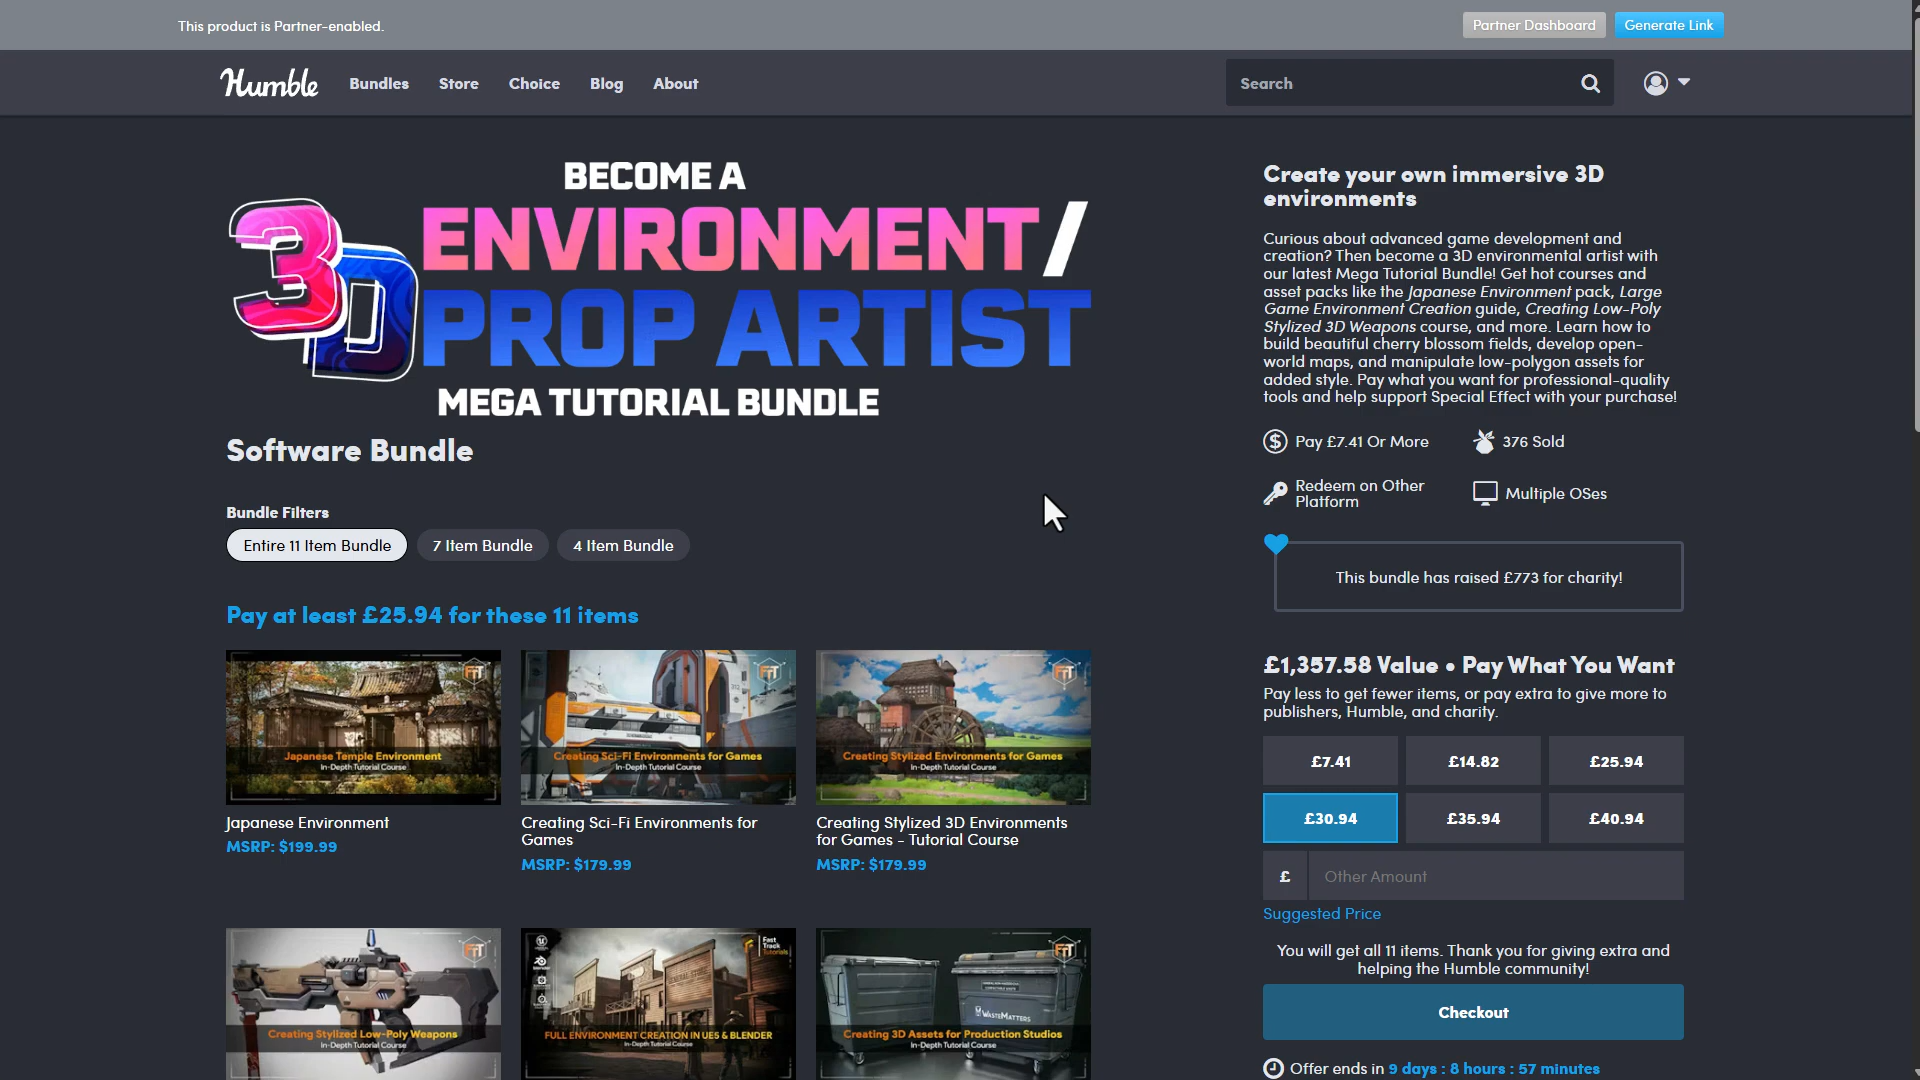 This product is Partner-enabled.
Partner Dashboard
Generate Link
Humble
Bundles
Store
Choice
Blog
About
Search
BECOME A
3D
ENVIRONMENT/
PROP ARTIST
MEGA TUTORIAL BUNDLE
Software Bundle
Bundle Filters
Entire 11 Item Bundle
7 Item Bundle
4 Item Bundle
Pay at least £25.94 for these 11 items
Japanese Temple Environment
In-Depth Tutorial Course
Japanese Environment
MSRP: $199.99
Creating Sci-Fi Environments for Games
In-Depth Tutorial Course
Creating Sci-Fi Environments for
Games
MSRP: $179.99
Creating Stylized Environments for Games
In-Depth Tutorial Course
Creating Stylized 3D Environments
for Games - Tutorial Course
MSRP: $179.99
Creating Stylized Low-Poly Weapons
In-Depth Tutorial Course
Fast
Track
Tutorials
FULL ENVIRONMENT CREATION IN UE5 & BLENDER
In-Depth Tutorial Course
WASTEMATTERS
Creating 3D Assets for Production Studios
In-Depth Tutorial Course
Create your own immersive 3D
environments
Curious about advanced game development and
creation? Then become a 3D environmental artist with
our latest Mega Tutorial Bundle! Get hot courses and
asset packs like the Japanese Environment pack, Large
Game Environment Creation guide, Creating Low-Poly
Stylized 3D Weapons course, and more. Learn how to
build beautiful cherry blossom fields, develop open-
world maps, and manipulate low-polygon assets for
added style. Pay what you want for professional-quality
tools and help support Special Effect with your purchase!
Pay £7.41 Or More
376 Sold
Redeem on Other
Platform
Multiple OSes
This bundle has raised £773 for charity!
£1,357.58 Value • Pay What You Want
Pay less to get fewer items, or pay extra to give more to
publishers, Humble, and charity.
£7.41
£14.82
£25.94
£30.94
£35.94
£40.94
£
Other Amount
Suggested Price
You will get all 11 items. Thank you for giving extra and
helping the Humble community!
Checkout
Offer ends in 9 days : 8 hours : 57 minutes